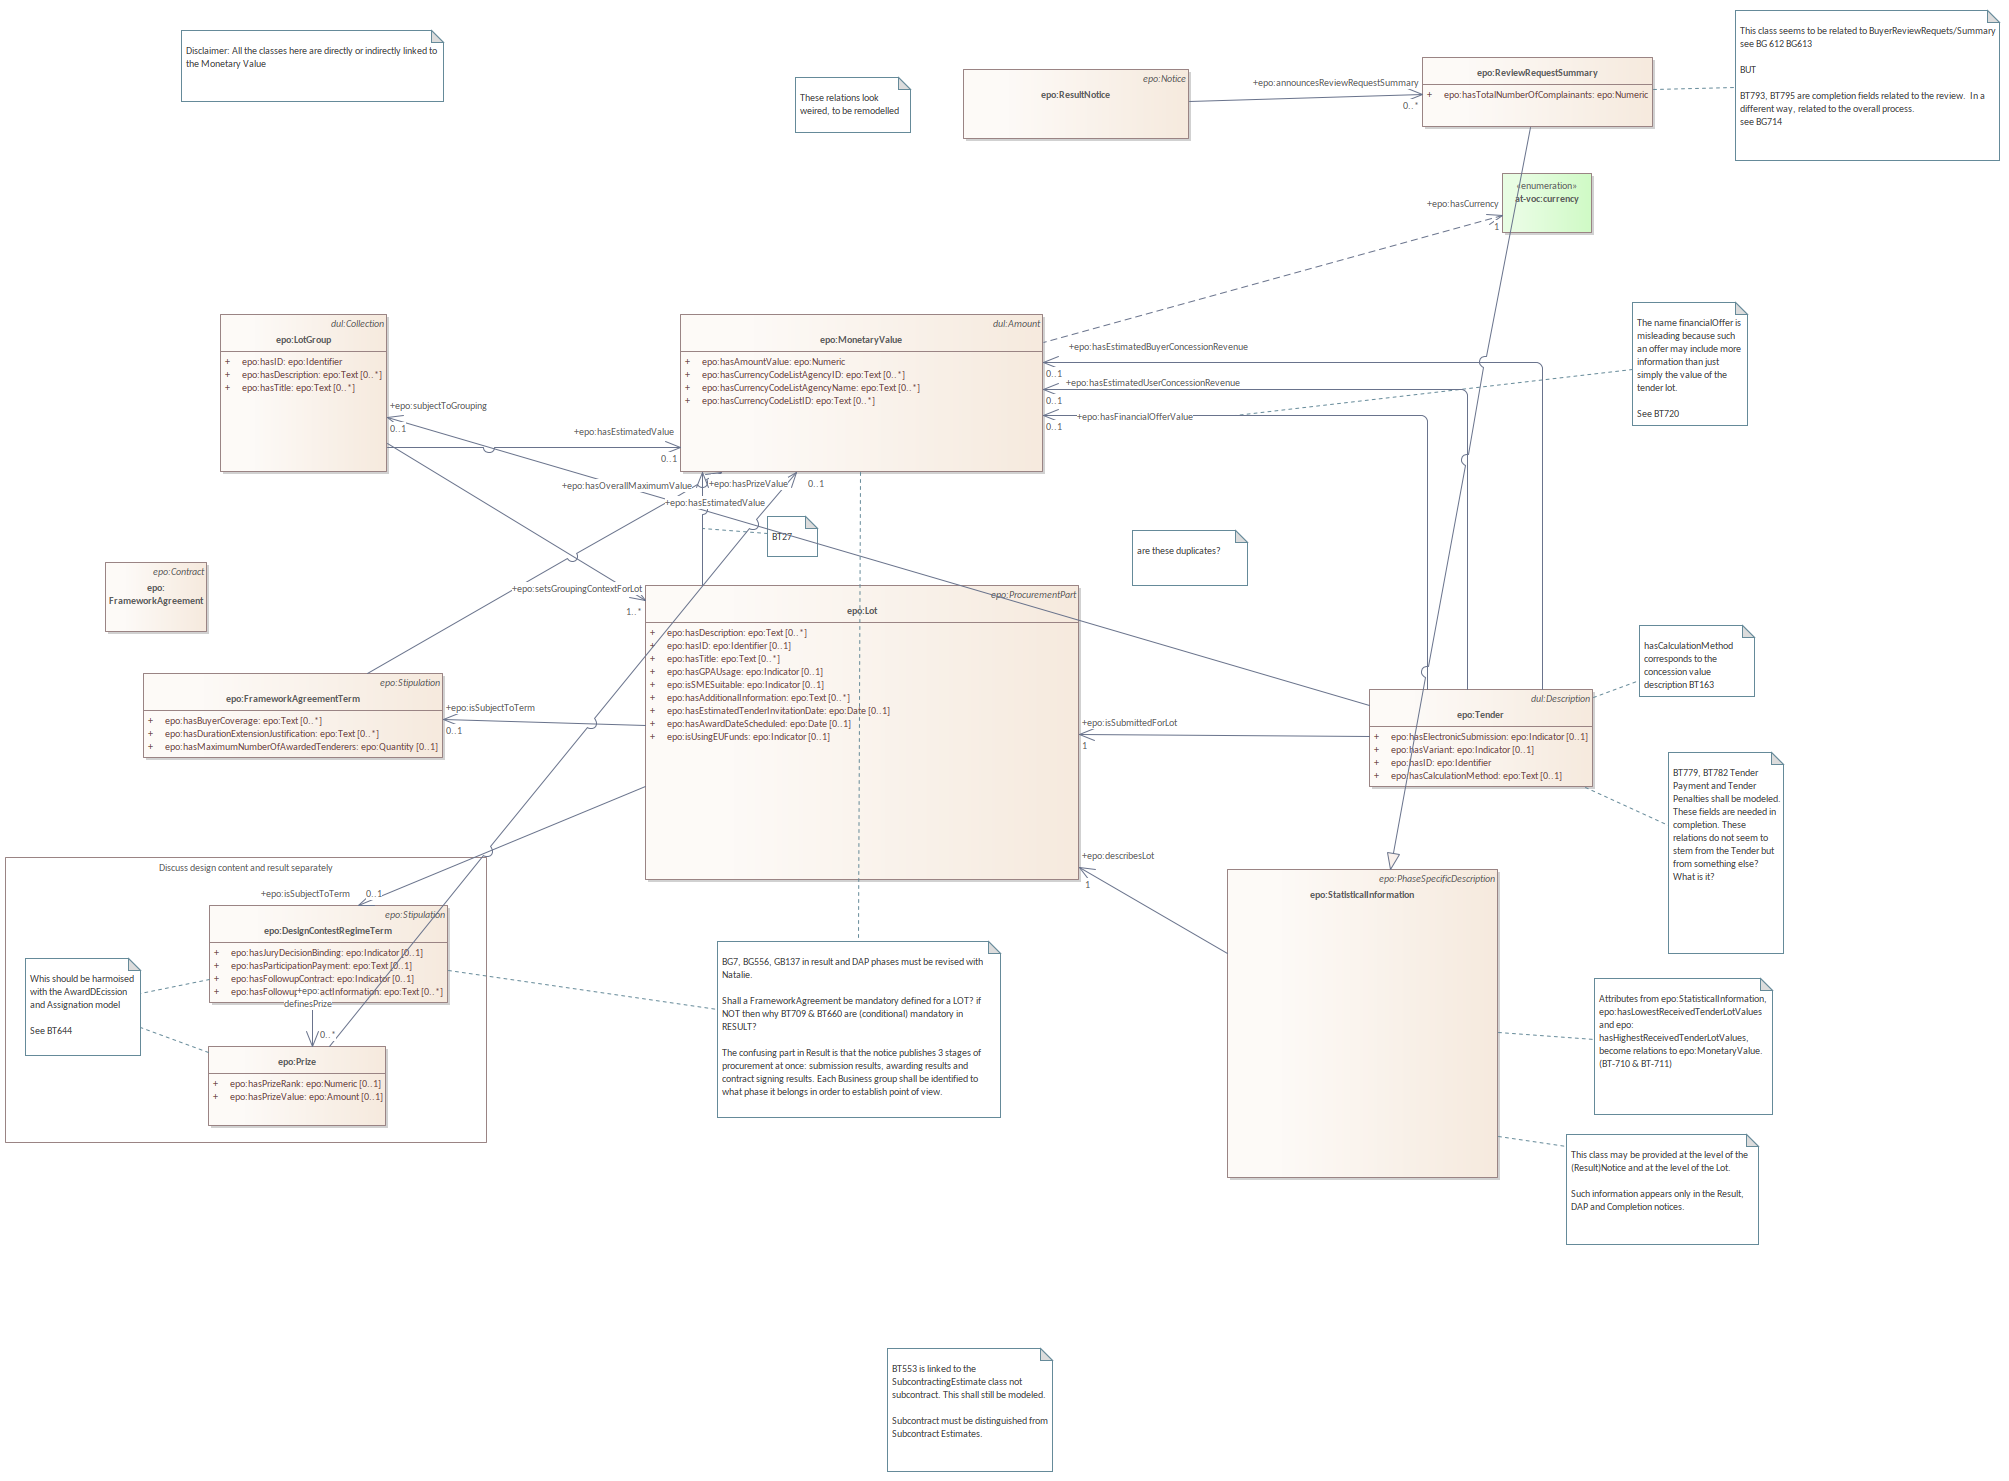 Disclaimer: All the classes here are directly or indirectly linked to
the Monetary Value
These relations look
weired, to be remodelled
epo:Notice
epo:ResultNotice
+epo:announcesReviewRequestSummary
0..*
epo:ReviewRequestSummary
+ epo:hasTotalNumberOfComplainants: epo:Numeric
This class seems to be related to BuyerReviewRequets/Summary
see BG 612 BG613
BUT
BT793, BT795 are completion fields related to the review.  In a
different way, related to the overall process.
see BG714
«enumeration»
at-voc:currency
+epo:hasCurrency
1
dul:Collection
epo:LotGroup
+ epo:hasID: epo:Identifier
+ epo:hasDescription: epo:Text [0..*]
+ epo:hasTitle: epo:Text [0..*]
dul:Amount
epo:MonetaryValue
+ epo:hasAmountValue: epo:Numeric
+ epo:hasCurrencyCodeListAgencyID: epo:Text [0..*]
+ epo:hasCurrencyCodeListAgencyName: epo:Text [0..*]
+ epo:hasCurrencyCodeListID: epo:Text [0..*]
+epo:hasEstimatedBuyerConcessionRevenue
0..1
+epo:hasEstimatedUserConcessionRevenue
0..1
+epo:hasFinancialOfferValue
0..1
The name financialOffer is
misleading because such
an offer may include more
information than just
simply the value of the
tender lot.
See BT720
+epo:subjectToGrouping
0..1
+epo:hasEstimatedValue
0..1
+epo:hasOverallMaximumValue
+epo:hasPrizeValue
0..1
+epo:hasEstimatedValue
BT27
are these duplicates?
epo:Contract
epo:
FrameworkAgreement
+epo:setsGroupingContextForLot
1..*
epo:ProcurementPart
epo:Lot
+ epo:hasDescription: epo:Text [0..*]
+ epo:hasID: epo:Identifier [0..1]
+ epo:hasTitle: epo:Text [0..*]
+ epo:hasGPAUsage: epo:Indicator [0..1]
+ epo:isSMESuitable: epo:Indicator [0..1]
+ epo:hasAdditionalInformation: epo:Text [0..*]
+ epo:hasEstimatedTenderInvitationDate: epo:Date [0..1]
+ epo:hasAwardDateScheduled: epo:Date [0..1]
+ epo:isUsingEUFunds: epo:Indicator [0..1]
epo:Stipulation
epo:FrameworkAgreementTerm
+ epo:hasBuyerCoverage: epo:Text [0..*]
+ epo:hasDurationExtensionJustification: epo:Text [0..*]
+ epo:hasMaximumNumberOfAwardedTenderers: epo:Quantity [0..1]
+epo:isSubjectToTerm
0..1
hasCalculationMethod
corresponds to the
concession value
description BT163
dul:Description
epo:Tender
+ epo:hasElectronicSubmission: epo:Indicator [0..1]
+ epo:hasVariant: epo:Indicator [0..1]
+ epo:hasID: epo:Identifier
+ epo:hasCalculationMethod: epo:Text [0..1]
+epo:isSubmittedForLot
1
BT779, BT782 Tender
Payment and Tender
Penalties shall be modeled.
These fields are needed in
completion. These
relations do not seem to
stem from the Tender but
from something else?
What is it?
+epo:describesLot
1
epo:PhaseSpecificDescription
epo:StatisticalInformation
Discuss design content and result separately
+epo:isSubjectToTerm
0..1
epo:Stipulation
epo:DesignContestRegimeTerm
+ epo:hasJuryDecisionBinding: epo:Indicator [0..1]
+ epo:hasParticipationPayment: epo:Text [0..1]
+ epo:hasFollowupContract: epo:Indicator [0..1]
+ epo:hasFollowup actInformation: epo:Text [0..*]
+epo:
definesPrize
0..*
Whis should be harmoised
with the AwardDEcission
and Assignation model
See BT644
epo:Prize
+ epo:hasPrizeRank: epo:Numeric [0..1]
+ epo:hasPrizeValue: epo:Amount [0..1]
BG7, BG556, GB137 in result and DAP phases must be revised with
Natalie.
Shall a FrameworkAgreement be mandatory defined for a LOT? if
NOT then why BT709 & BT660 are (conditional) mandatory in
RESULT?
The confusing part in Result is that the notice publishes 3 stages of
procurement at once: submission results, awarding results and
contract signing results. Each Business group shall be identified to
what phase it belongs in order to establish point of view.
Attributes from epo:StatisticalInformation,
epo:hasLowestReceivedTenderLotValues
and epo:
hasHighestReceivedTenderLotValues,
become relations to epo:MonetaryValue.
(BT-710 & BT-711)
This class may be provided at the level of the
(Result)Notice and at the level of the Lot.
Such information appears only in the Result,
DAP and Completion notices.
BT553 is linked to the
SubcontractingEstimate class not
subcontract. This shall still be modeled.
Subcontract must be distinguished from
Subcontract Estimates.